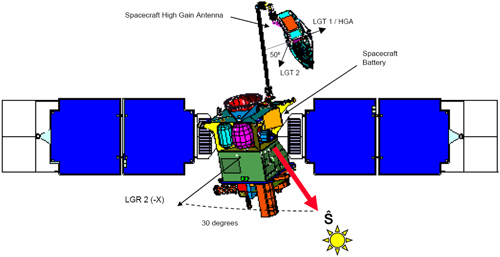 Spacecraft High Gain Antenna
LGT 1 / HGA
50º
LGT 2
Spacecraft
Battery
LGR 2 (-X)
30 degrees
Ŝ